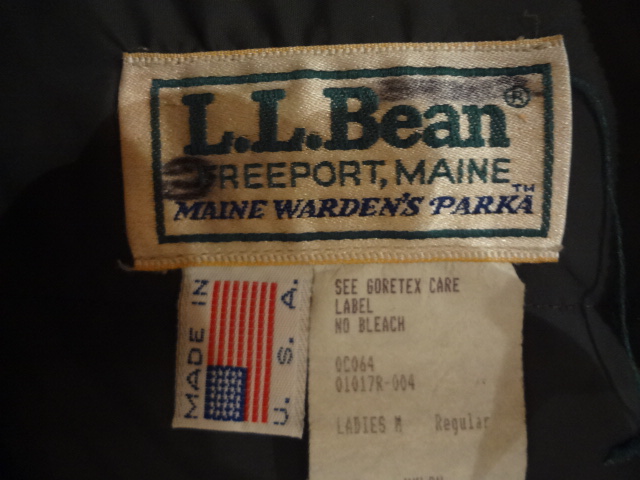 L.L.Bean®
FREEPORT, MAINE
MAINE WARDEN'S PARKA™
MADE IN
U. S. A.
SEE GORETEX CARE
LABEL
NO BLEACH
0C064
01017R-004
LADIES M Regular